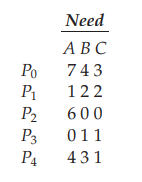 Need
A B C
P0 7 4 3
P1 1 2 2
P2 6 0 0
P3 0 1 1
P4 4 3 1